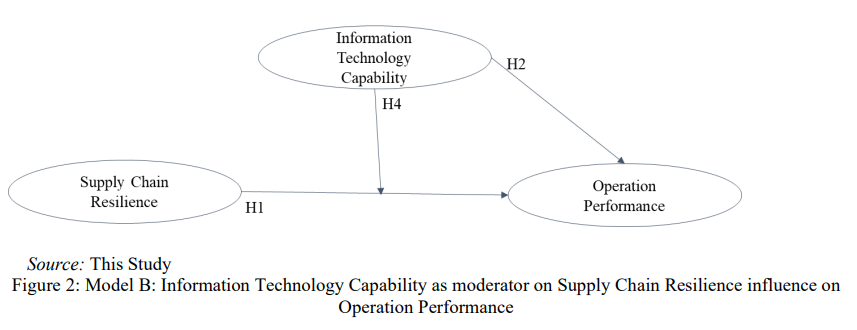 Information
Technology
Capability
H2
H4
Supply Chain
Resilience
H1
Operation
Performance
Source: This Study
Figure 2: Model B: Information Technology Capability as moderator on Supply Chain Resilience influence on
Operation Performance